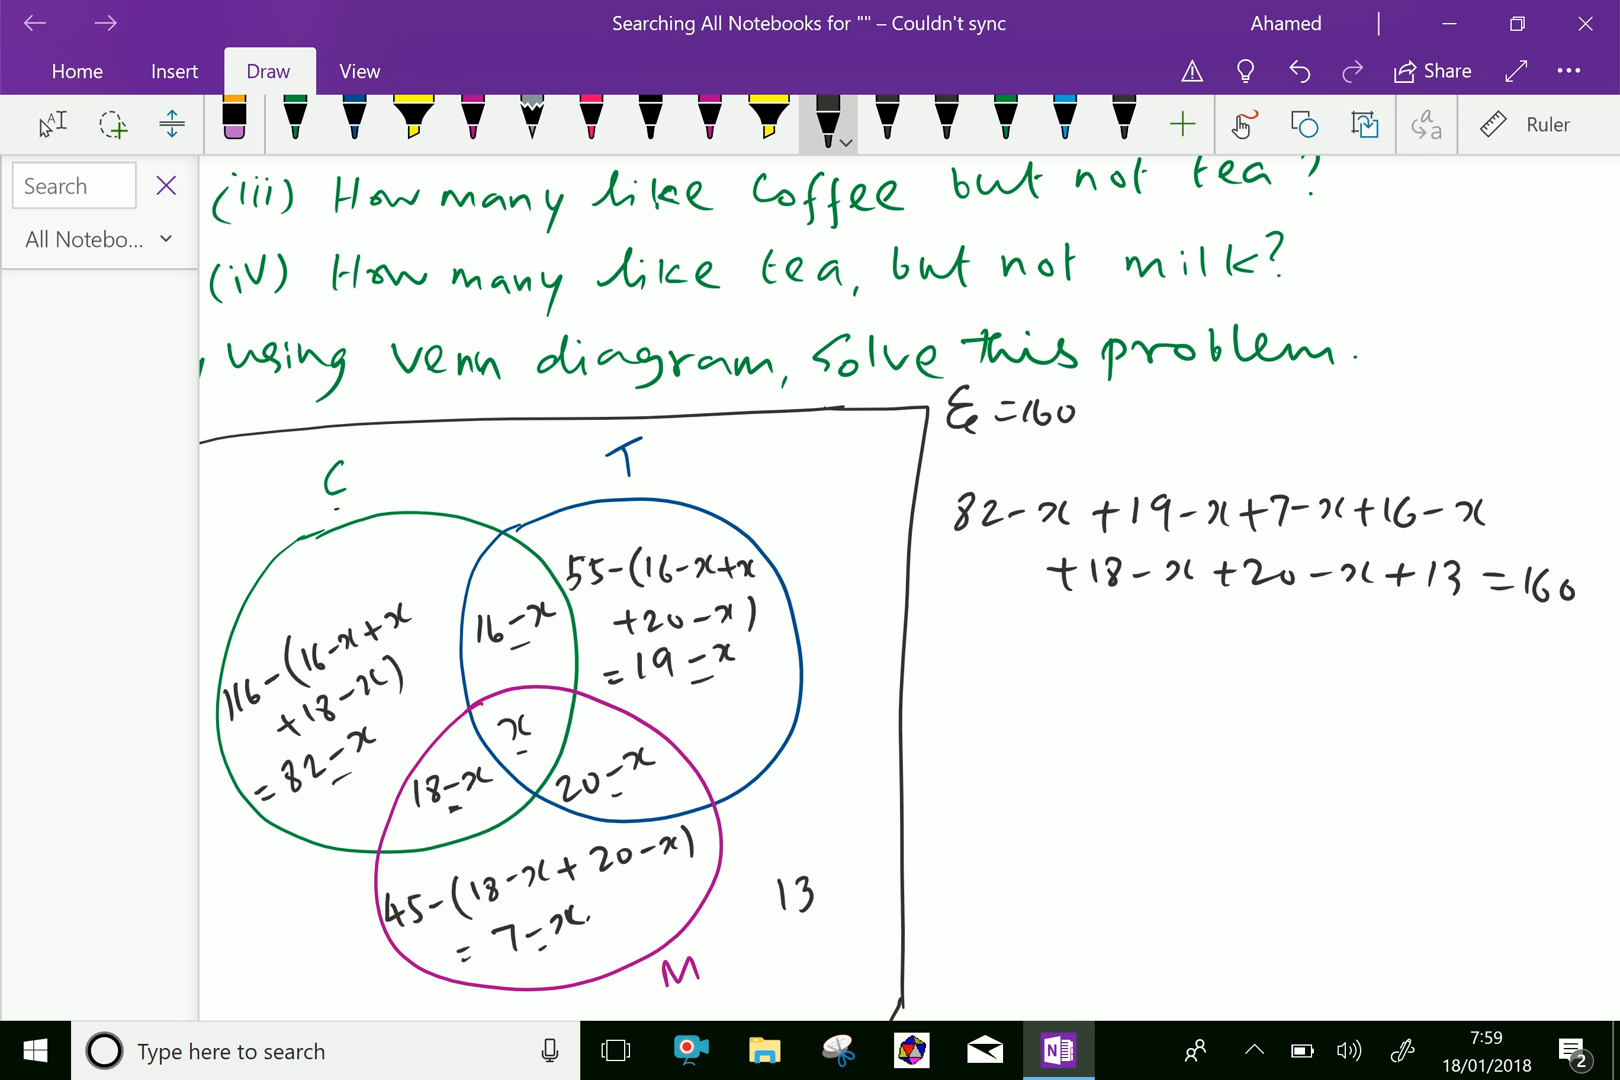 Searching All Notebooks for "" – Couldn't sync
Ahamed
Home Insert Draw View
Share
Ruler
Search
All Notebo...
(iii) How many like coffee but not tea?
(iv) How many like tea, but not milk?
, using venn diagram, solve this problem.
ξ = 160
C
T
82 - x + 19 - x + 7 - x + 16 - x
+ 18 - x + 20 - x + 13 = 160
55 - (16 - x + x
+ 20 - x)
= 19 - x
16 - x
116 - (16 - x + x
+ 18 - x)
= 82 - x
x
18 - x
20 - x
45 - (18 - x + 20 - x)
= 7 - x.
13
M
Type here to search
7:59
18/01/2018
2